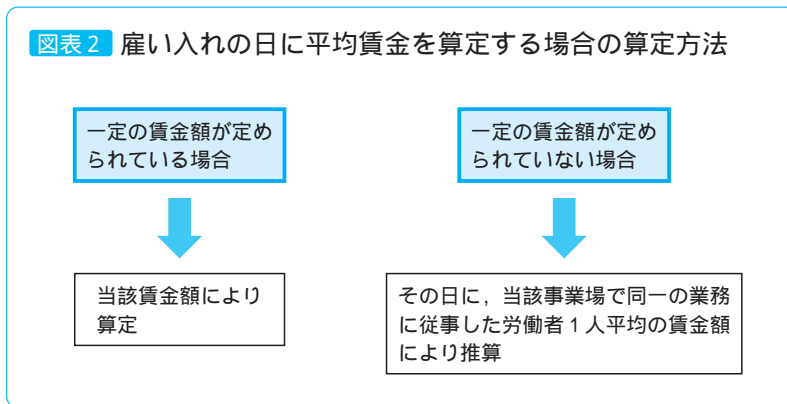 図表2 雇い入れの日に平均賃金を算定する場合の算定方法
一定の賃金額が定め
られている場合
一定の賃金額が定め
られていない場合
当該賃金額により
算定
その日に，当該事業場で同一の業務
に従事した労働者1人平均の賃金額
により推算